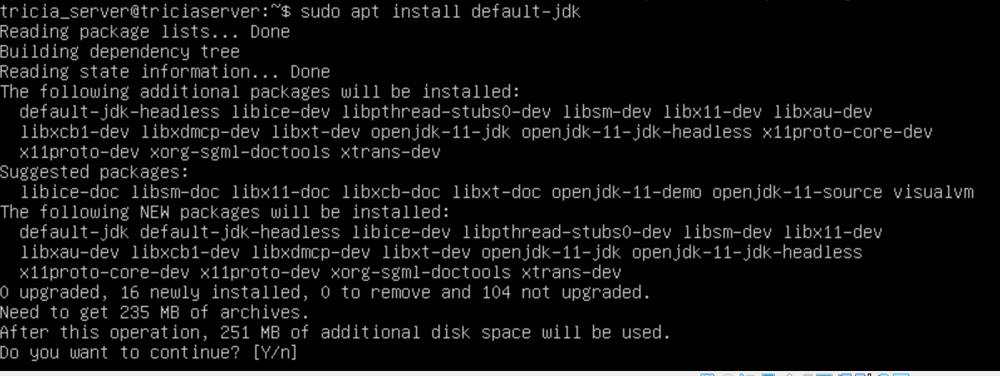 tricia_server@triciaserver:~$ sudo apt install default-jdk
Reading package lists... Done
Building dependency tree
Reading state information... Done
The following additional packages will be installed:
  default-jdk-headless libice-dev libpthread-stubs0-dev libsm-dev libx11-dev libxau-dev
  libxcb1-dev libxdmcp-dev libxt-dev openjdk-11-jdk openjdk-11-jdk-headless x11proto-core-dev
  x11proto-dev xorg-sgml-doctools xtrans-dev
Suggested packages:
  libice-doc libsm-doc libx11-doc libxcb-doc libxt-doc openjdk-11-demo openjdk-11-source visualvm
The following NEW packages will be installed:
  default-jdk default-jdk-headless libice-dev libpthread-stubs0-dev libsm-dev libx11-dev
  libxau-dev libxcb1-dev libxdmcp-dev libxt-dev openjdk-11-jdk openjdk-11-jdk-headless
  x11proto-core-dev x11proto-dev xorg-sgml-doctools xtrans-dev
0 upgraded, 16 newly installed, 0 to remove and 104 not upgraded.
Need to get 235 MB of archives.
After this operation, 251 MB of additional disk space will be used.
Do you want to continue? [Y/n]